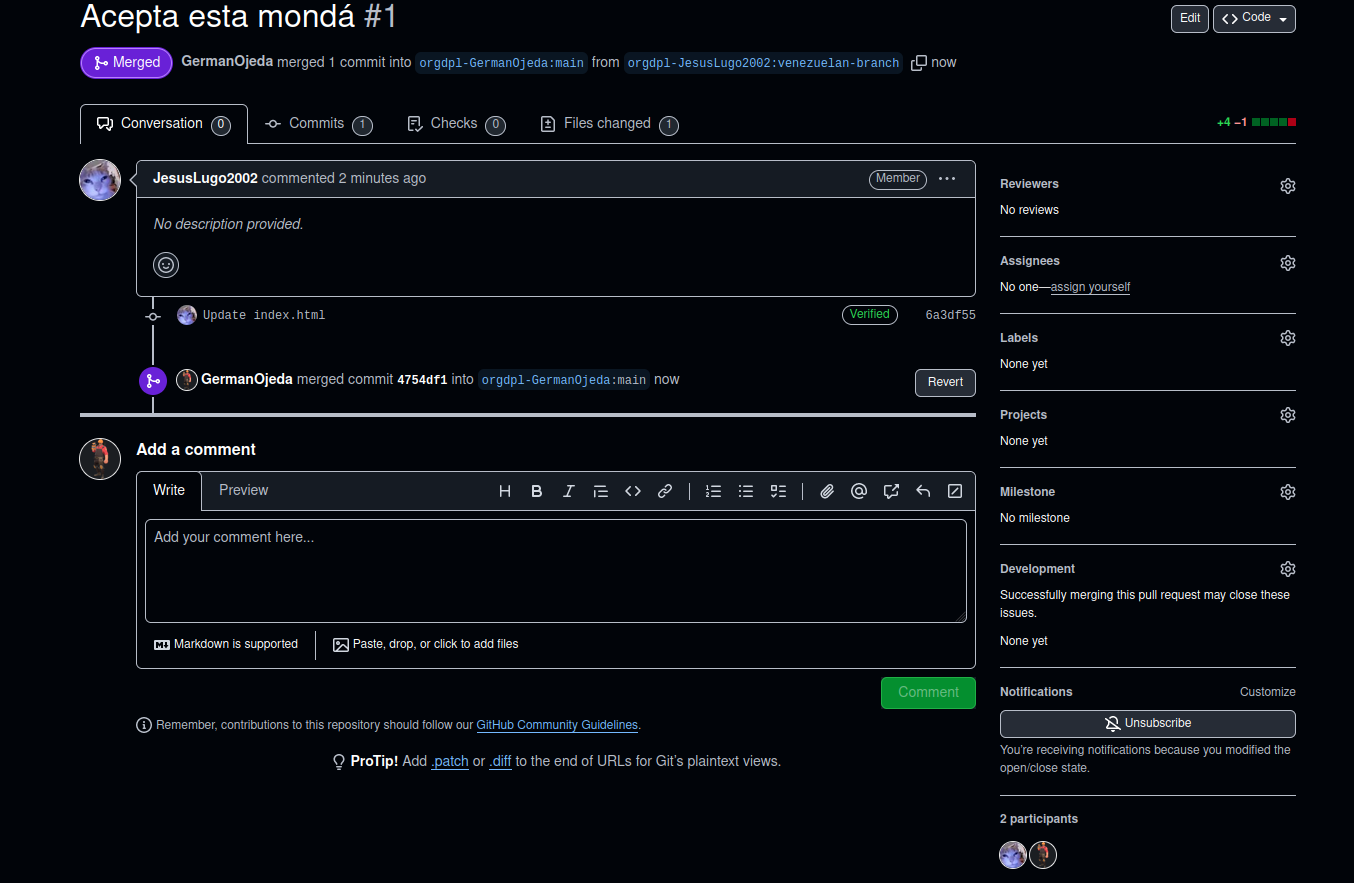 Acepta esta mondá #1
Edit
Code
Merged
GermanOjeda merged 1 commit into orgdpl-GermanOjeda:main from orgdpl-JesusLugo2002:venezuelan-branch now
Conversation 0
Commits 1
Checks 0
Files changed 1
+4 −1
JesusLugo2002 commented 2 minutes ago
Member
No description provided.
Update index.html
Verified
6a3df55
GermanOjeda merged commit 4754df1 into orgdpl-GermanOjeda:main now
Revert
Add a comment
Write
Preview
Add your comment here...
Markdown is supported
Paste, drop, or click to add files
Comment
Remember, contributions to this repository should follow our GitHub Community Guidelines.
ProTip! Add .patch or .diff to the end of URLs for Git's plaintext views.
Reviewers
No reviews
Assignees
No one—assign yourself
Labels
None yet
Projects
None yet
Milestone
No milestone
Development
Successfully merging this pull request may close these
issues.
None yet
Notifications
Customize
Unsubscribe
You're receiving notifications because you modified the
open/close state.
2 participants